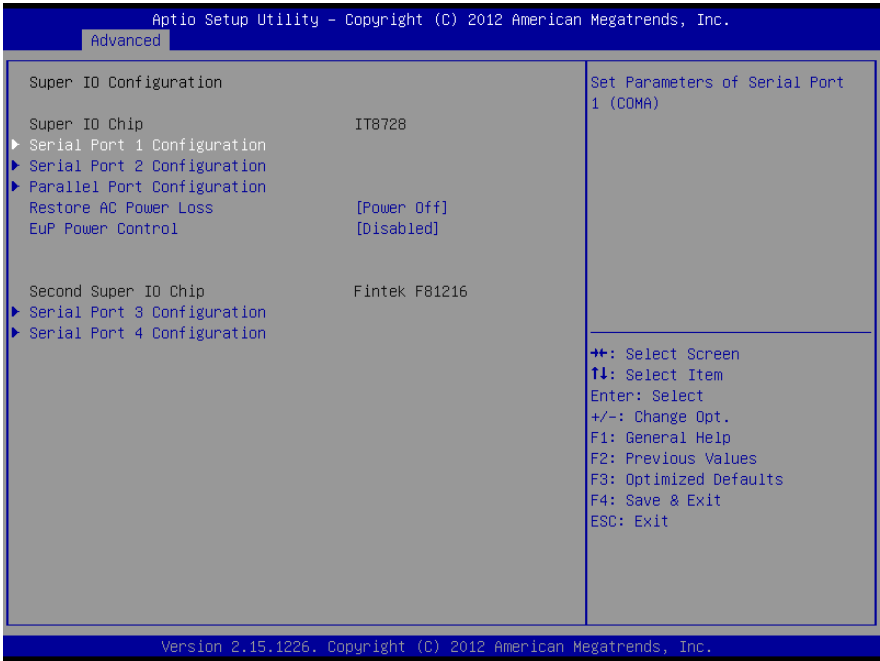 Aptio Setup Utility – Copyright (C) 2012 American Megatrends, Inc.
Advanced
Super IO Configuration
Super IO Chip IT8728
Serial Port 1 Configuration
Serial Port 2 Configuration
Parallel Port Configuration
Restore AC Power Loss [Power Off]
EuP Power Control [Disabled]
Second Super IO Chip Fintek F81216
Serial Port 3 Configuration
Serial Port 4 Configuration
Set Parameters of Serial Port
1 (COMA)
→←: Select Screen
↑↓: Select Item
Enter: Select
+/-: Change Opt.
F1: General Help
F2: Previous Values
F3: Optimized Defaults
F4: Save & Exit
ESC: Exit
Version 2.15.1226. Copyright (C) 2012 American Megatrends, Inc.